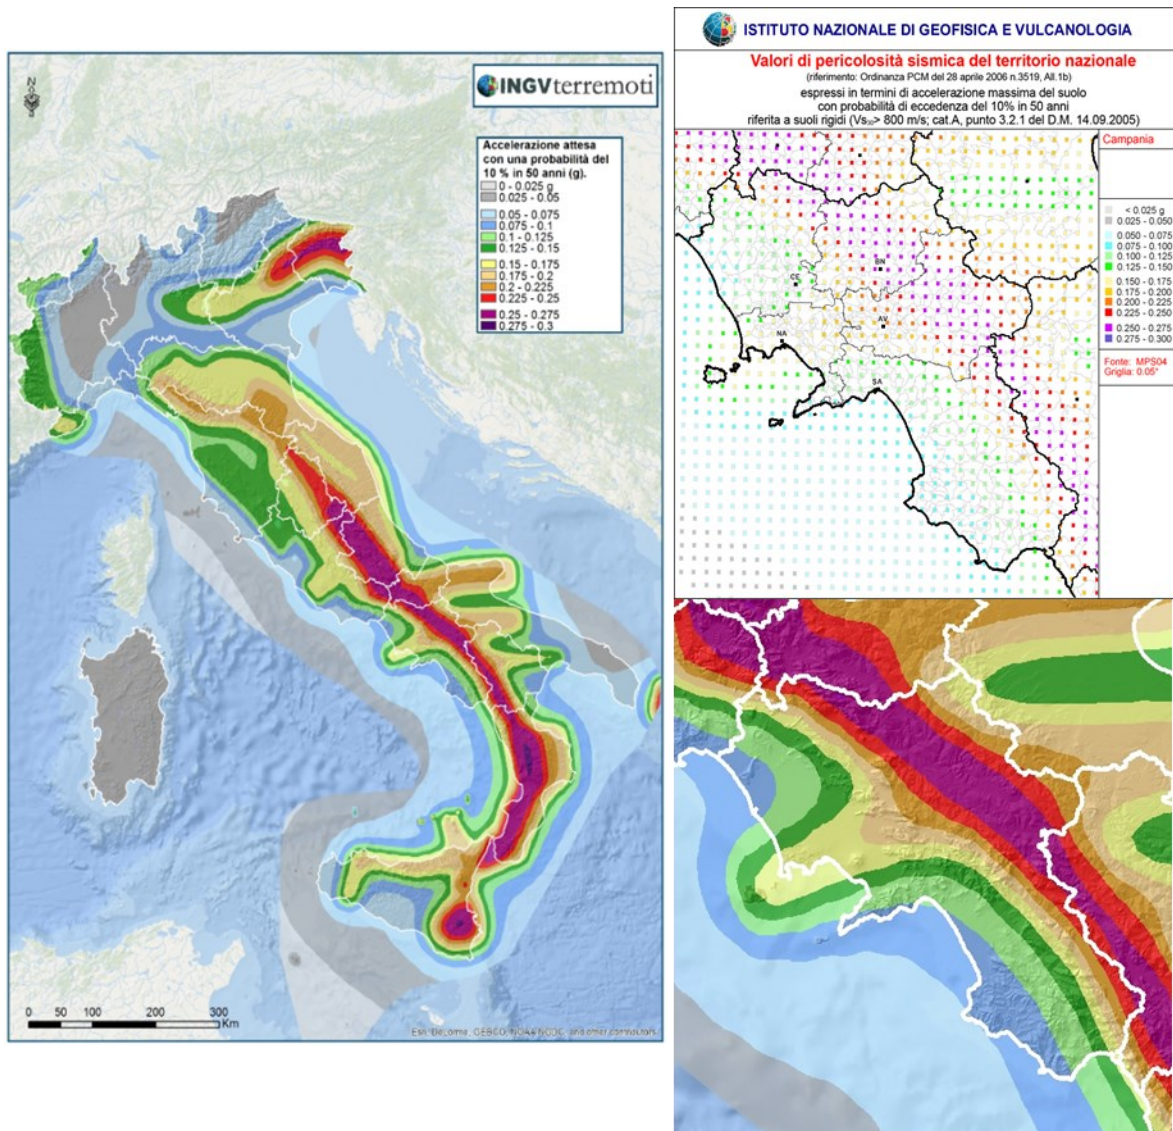 N
INGVterremoti
Accelerazione attesa
con una probabilità del
10 % in 50 anni (g).
0 - 0.025 g
0.025 - 0.05
0.05 - 0.075
0.075 - 0.1
0.1 - 0.125
0.125 - 0.15
0.15 - 0.175
0.175 - 0.2
0.2 - 0.225
0.225 - 0.25
0.25 - 0.275
0.275 - 0.3
0 50 100 200 300
Km
Esri, DeLorme, GEBCO, NOAA NGDC, and other contributors
ISTITUTO NAZIONALE DI GEOFISICA E VULCANOLOGIA
Valori di pericolosità sismica del territorio nazionale
(riferimento: Ordinanza PCM del 28 aprile 2006 n.3519, All.1b)
espressi in termini di accelerazione massima del suolo
con probabilità di eccedenza del 10% in 50 anni
riferita a suoli rigidi (Vs₃₀> 800 m/s; cat.A, punto 3.2.1 del D.M. 14.09.2005)
Campania
< 0.025 g
0.025 - 0.050
0.050 - 0.075
0.075 - 0.100
0.100 - 0.125
0.125 - 0.150
0.150 - 0.175
0.175 - 0.200
0.200 - 0.225
0.225 - 0.250
0.250 - 0.275
0.275 - 0.300
Fonte: MPS04
Griglia: 0.05°
BN
CE
AV
NA
SA